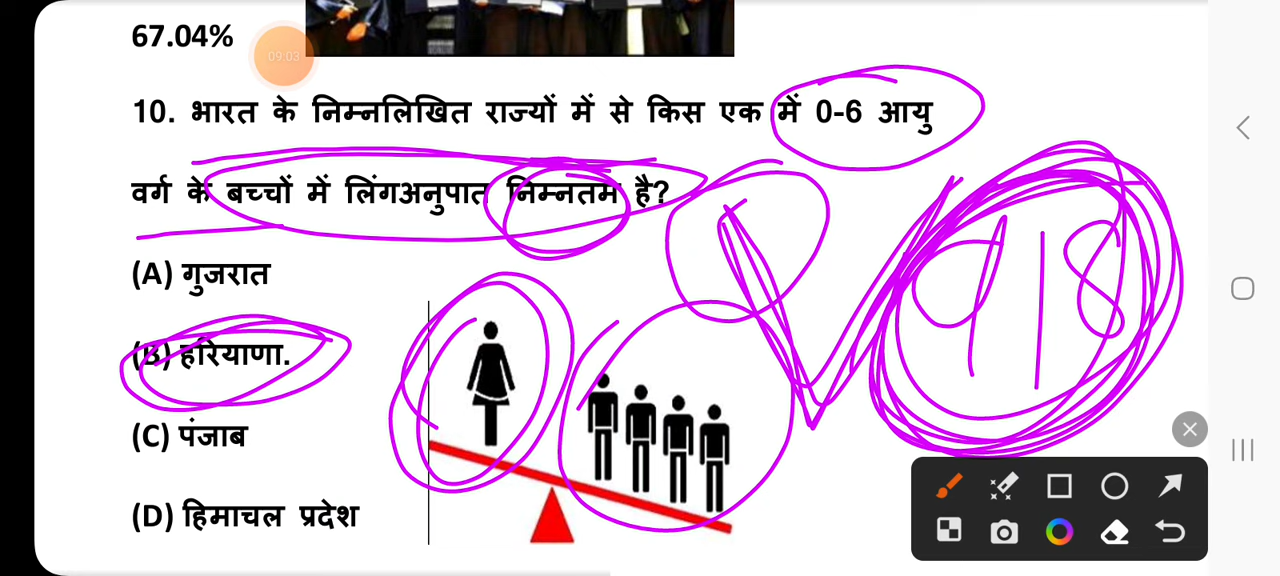 67.04%
09:03
10. भारत के निम्नलिखित राज्यों में से किस एक में 0-6 आयु
वर्ग के बच्चों में लिंगअनुपात निम्नतम है?
(A) गुजरात
(B) हरियाणा.
(C) पंजाब
(D) हिमाचल प्रदेश
918